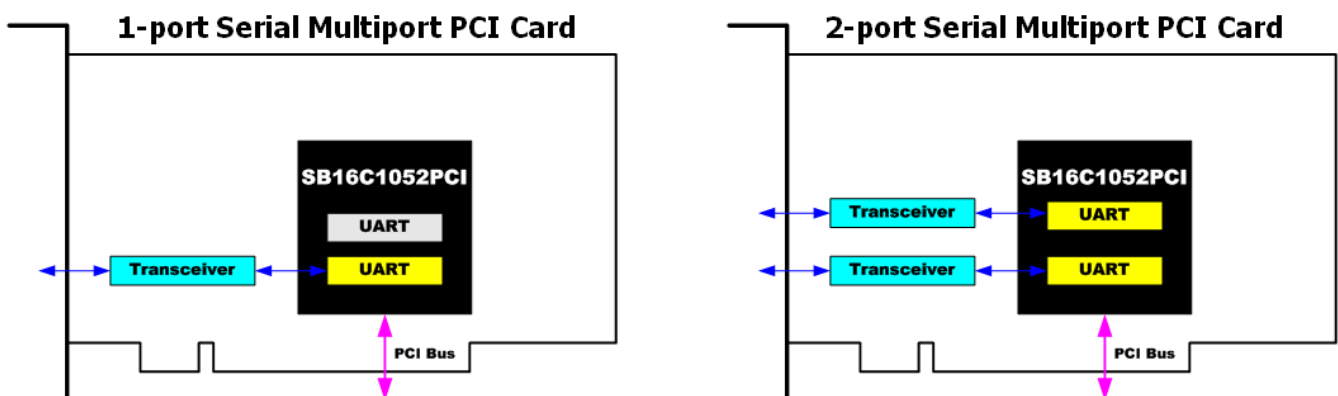 1-port Serial Multiport PCI Card
SB16C1052PCI
UART
Transceiver
UART
PCI Bus
2-port Serial Multiport PCI Card
SB16C1052PCI
Transceiver
UART
Transceiver
UART
PCI Bus